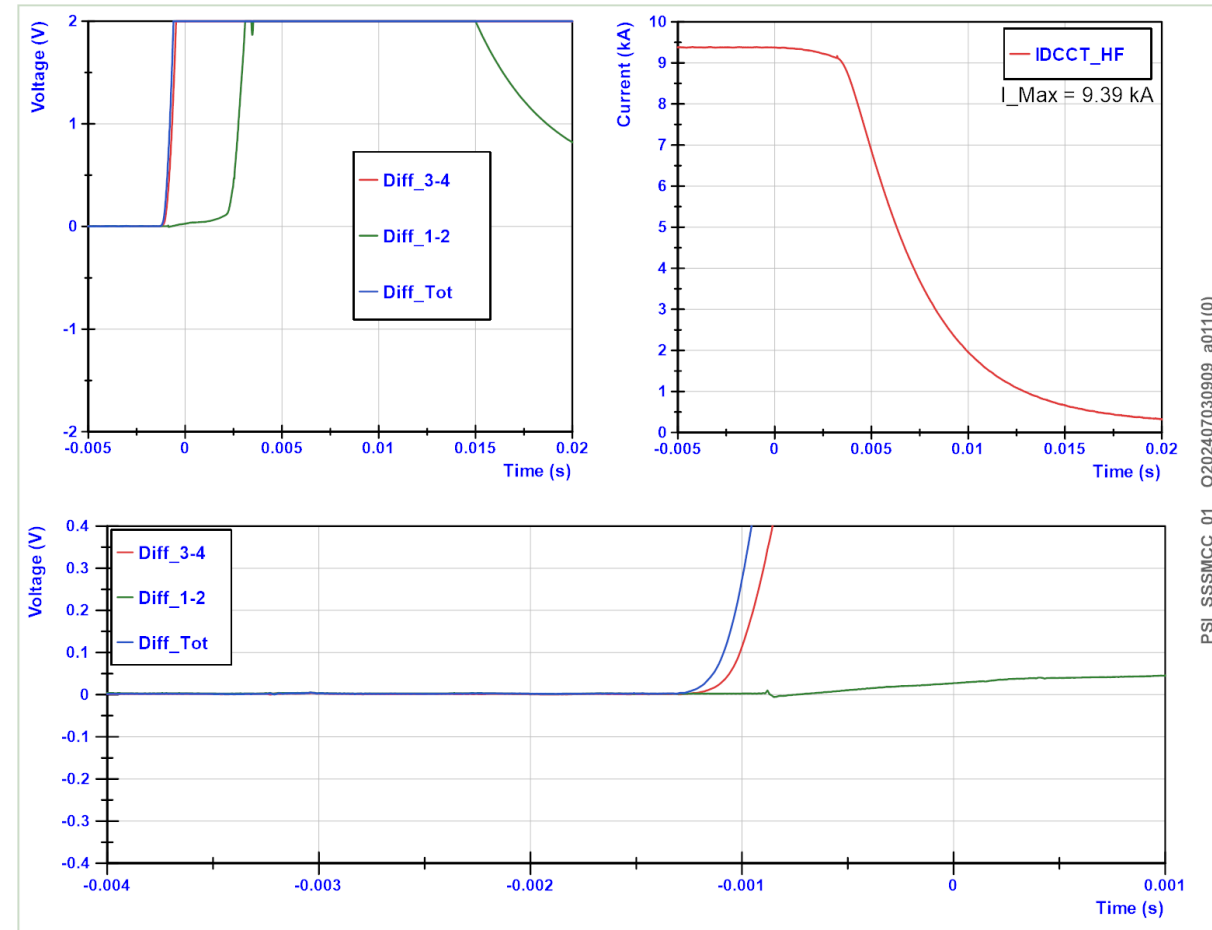 Voltage (V)
2
1
0
-1
-2
-0.005
0
0.005
0.01
0.015
0.02
Time (s)
Diff_3-4
Diff_1-2
Diff_Tot
Current (kA)
10
9
8
7
6
5
4
3
2
1
0
-0.005
0
0.005
0.01
0.015
0.02
Time (s)
IDCCT_HF
I_Max = 9.39 kA
Voltage (V)
0.4
0.3
0.2
0.1
0
-0.1
-0.2
-0.3
-0.4
-0.004
-0.003
-0.002
-0.001
0
0.001
Time (s)
Diff_3-4
Diff_1-2
Diff_Tot
PSI_SSSMCC_01 O202407030909_a011(0)